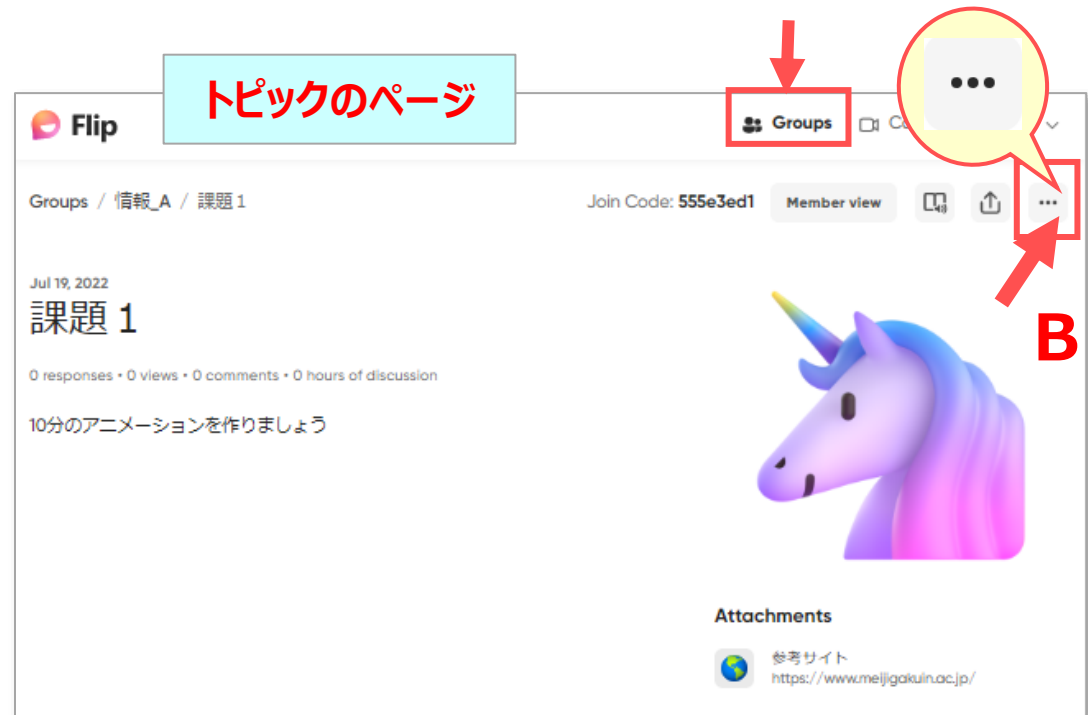 トピックのページ
•••
Flip
Groups
Groups / 情報_A / 課題1
Join Code: 555e3ed1
Member view
•••
B
Jul 19, 2022
課題1
0 responses • 0 views • 0 comments • 0 hours of discussion
10分のアニメーションを作りましょう
Attachments
参考サイト
https://www.meijigakuin.ac.jp/